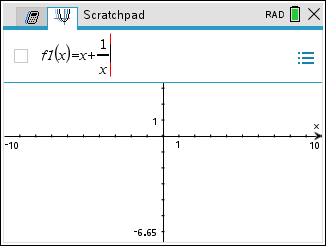 Scratchpad RAD
f1(x)=x+1/x
1
x
-10 1 10
-6.65